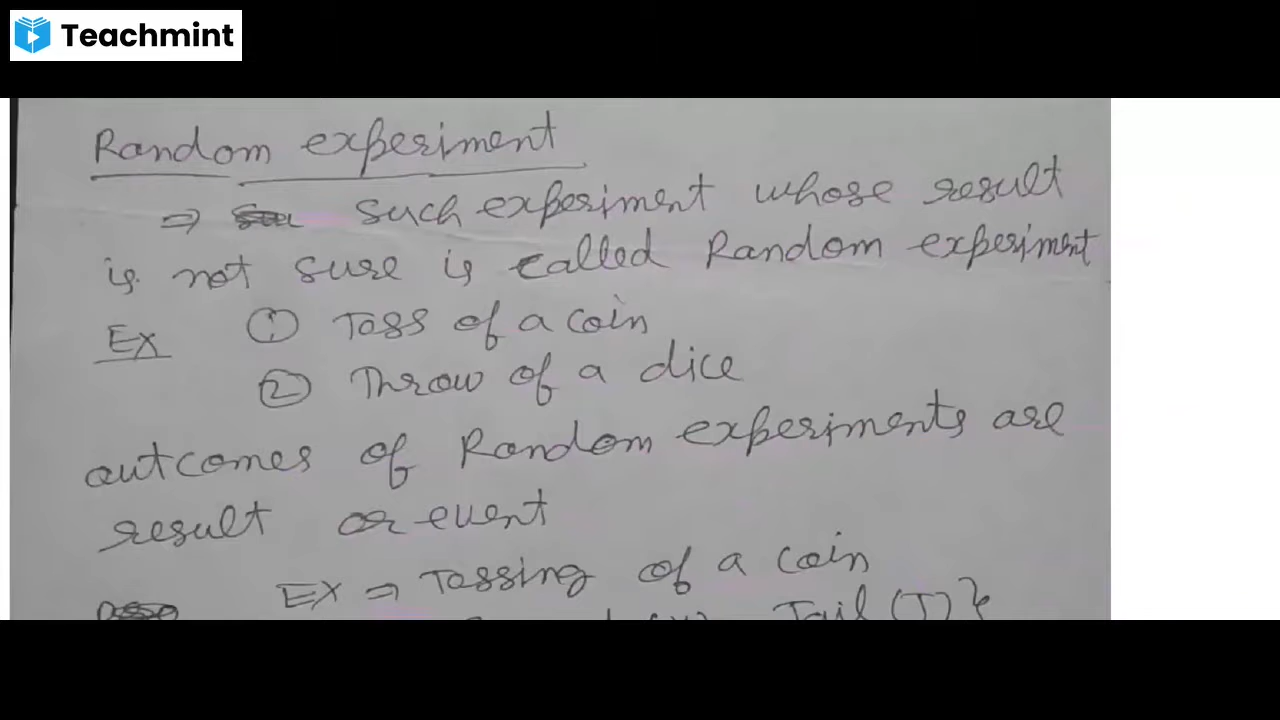 Teachmint
Random experiment
⇒ such experiment whose result
is not sure is called Random experiment
Ex ① Toss of a coin
② Throw of a dice
outcomes of Random experiments are
result or event
Ex ⇒ Tossing of a coin
Tail (T)}